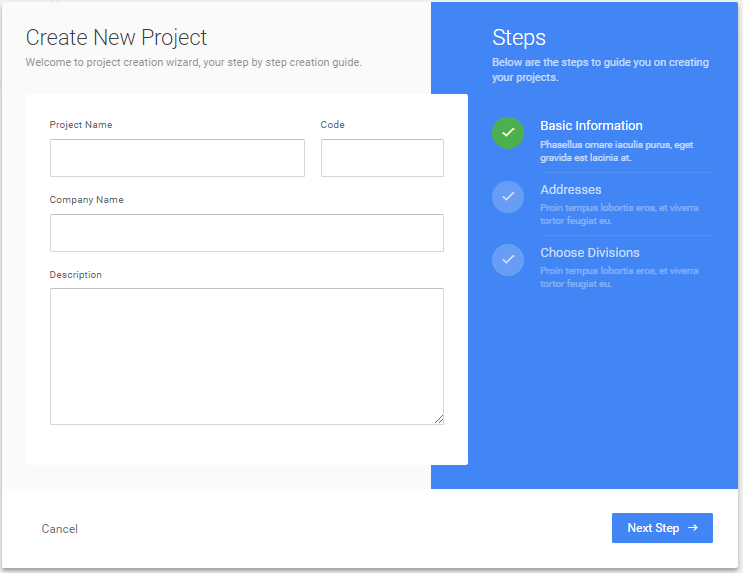 Create New Project
Welcome to project creation wizard, your step by step creation guide.
Project Name
Code
Company Name
Description
Steps
Below are the steps to guide you on creating
your projects.
Basic Information
Phasellus ornare iaculis purus, eget
gravida est lacinia at.
Addresses
Proin tempus lobortis eros, et viverra
tortor feugiat eu.
Choose Divisions
Proin tempus lobortis eros, et viverra
tortor feugiat eu.
Cancel
Next Step